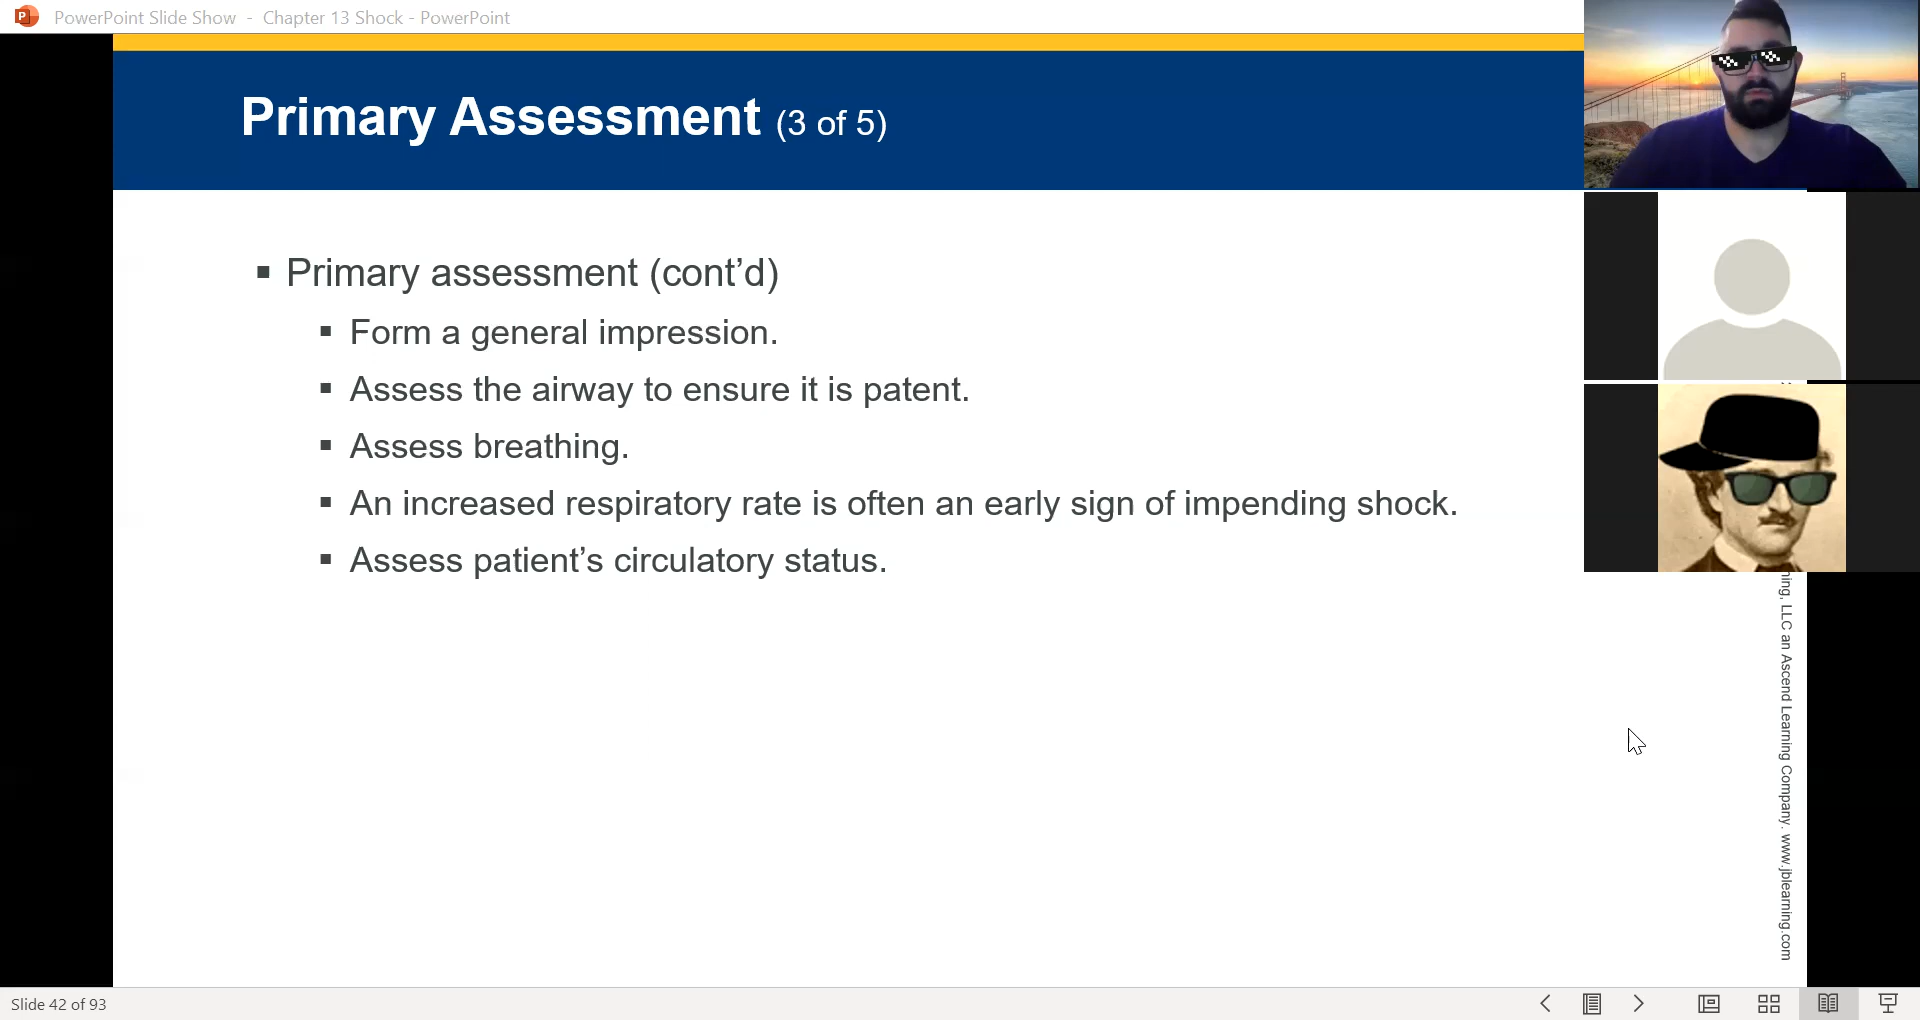 PowerPoint Slide Show - Chapter 13 Shock - PowerPoint
Primary Assessment (3 of 5)
▪ Primary assessment (cont’d)
▪ Form a general impression.
▪ Assess the airway to ensure it is patent.
▪ Assess breathing.
▪ An increased respiratory rate is often an early sign of impending shock.
▪ Assess patient’s circulatory status.
LLC an Ascend Learning Company. www.jblearning.com
Slide 42 of 93